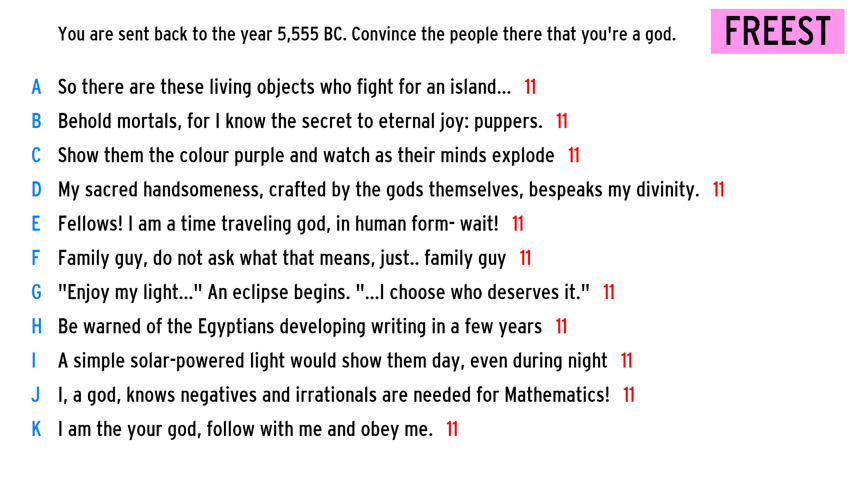 You are sent back to the year 5,555 BC. Convince the people there that you're a god.
FREEST
A So there are these living objects who fight for an island... 11
B Behold mortals, for I know the secret to eternal joy: puppers. 11
C Show them the colour purple and watch as their minds explode 11
D My sacred handsomeness, crafted by the gods themselves, bespeaks my divinity. 11
E Fellows! I am a time traveling god, in human form- wait! 11
F Family guy, do not ask what that means, just.. family guy 11
G "Enjoy my light..." An eclipse begins. "...I choose who deserves it." 11
H Be warned of the Egyptians developing writing in a few years 11
I A simple solar-powered light would show them day, even during night 11
J I, a god, knows negatives and irrationals are needed for Mathematics! 11
K I am the your god, follow with me and obey me. 11